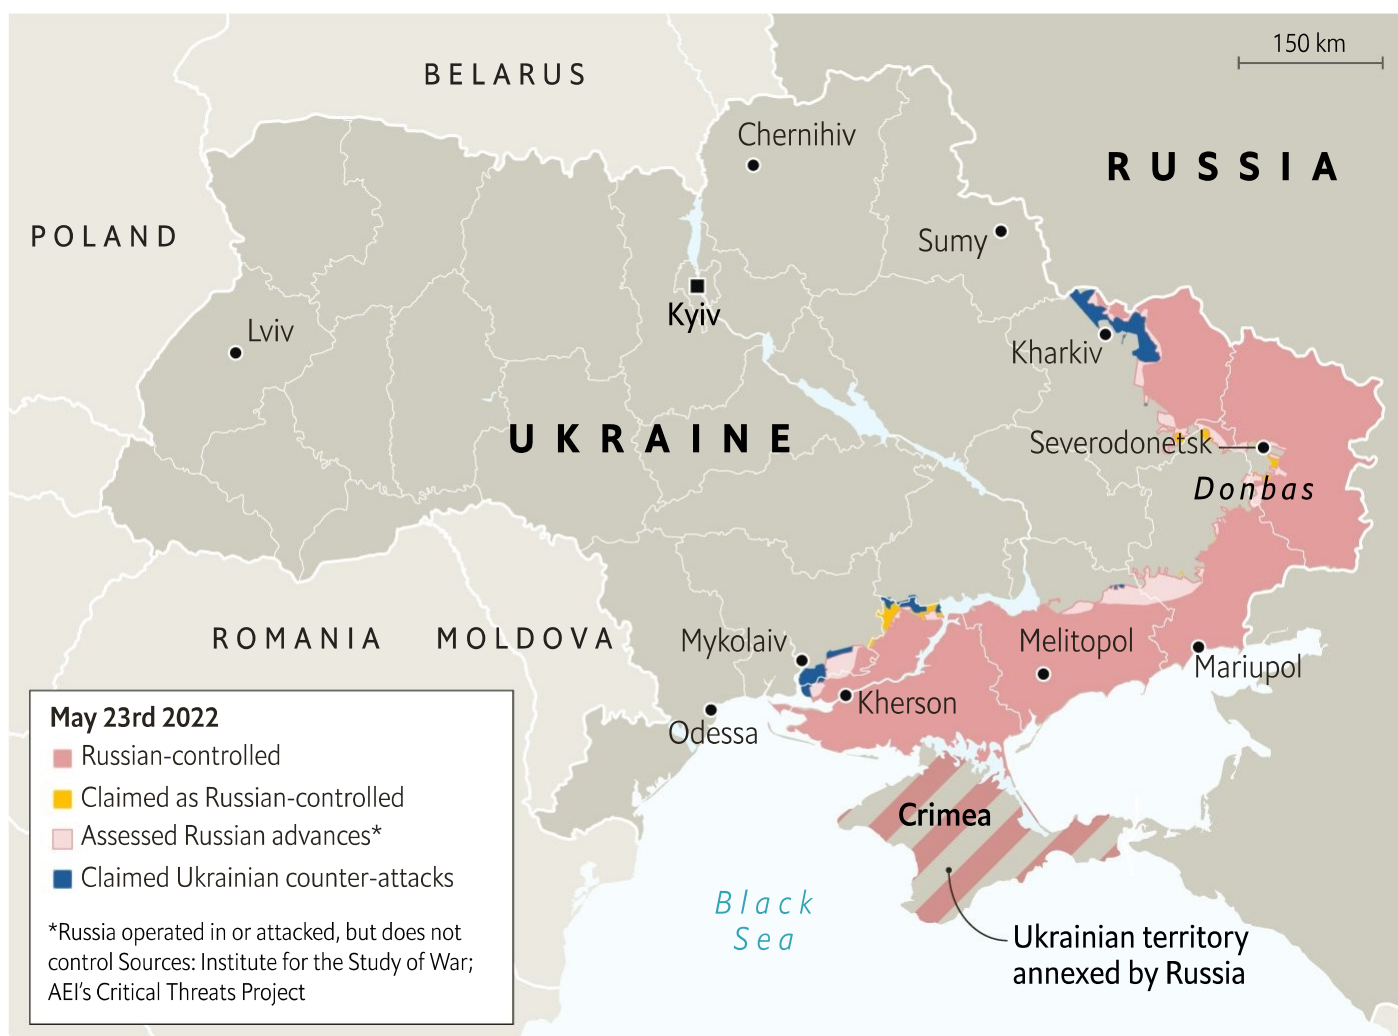 150 km
BELARUS
Chernihiv
RUSSIA
POLAND
Sumy
Kyiv
Lviv
Kharkiv
UKRAINE
Severodonetsk
Donbas
ROMANIA
MOLDOVA
Mykolaiv
Melitopol
Mariupol
Kherson
Odessa
Crimea
Black
Sea
Ukrainian territory
annexed by Russia
May 23rd 2022
Russian-controlled
Claimed as Russian-controlled
Assessed Russian advances*
Claimed Ukrainian counter-attacks
*Russia operated in or attacked, but does not
control Sources: Institute for the Study of War;
AEI’s Critical Threats Project